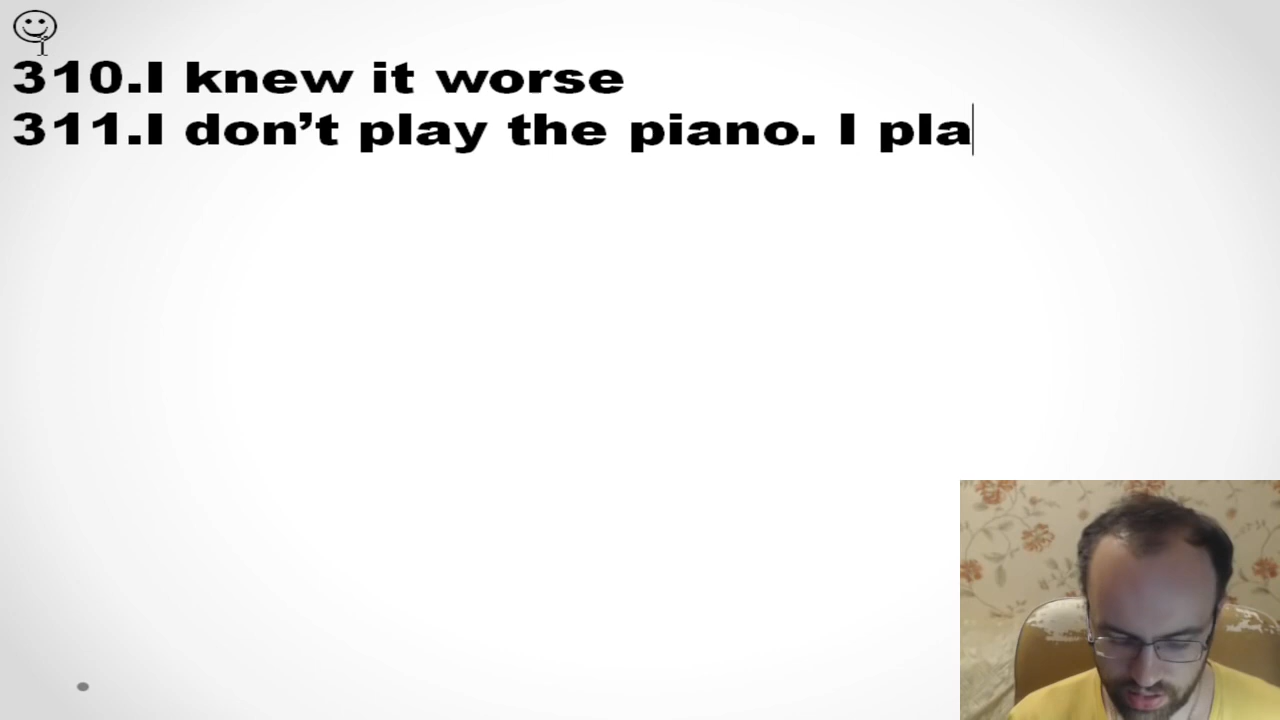 310.I knew it worse
311.I don’t play the piano. I pla